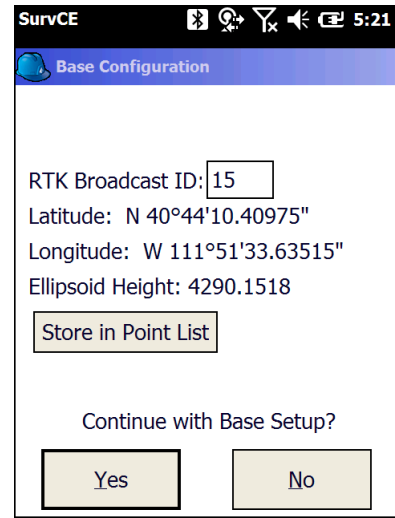 SurvCE 5:21
Base Configuration
RTK Broadcast ID: 15
Latitude: N 40°44'10.40975"
Longitude: W 111°51'33.63515"
Ellipsoid Height: 4290.1518
Store in Point List
Continue with Base Setup?
Yes No